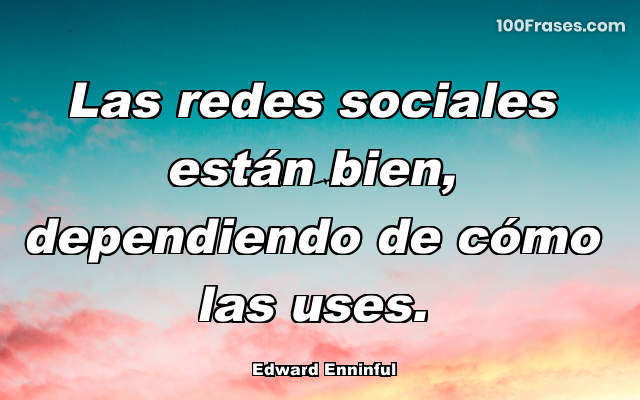 100Frases.com
Las redes sociales
están bien,
dependiendo de cómo
las uses.
Edward Enninful